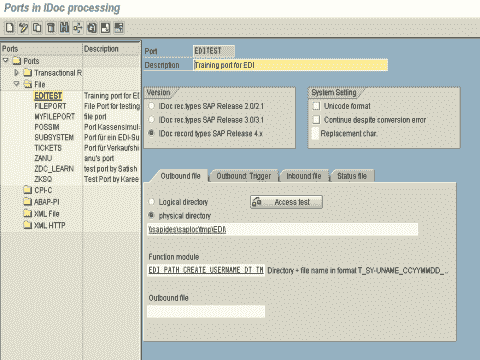 Ports in IDoc processing
Ports Description
Ports
Transactional R
File
EDITEST Training port for EI
FILEPORT File Port for testing
MYFILEPORT file port
POSSIM Port Kassensimul
SUBSYSTEM Port für ein EDI-Su
TICKETS Port für Verkaufshv
ZANU anu's port
ZDC_LEARN test port by Satish
ZKSQ Test Port by Karee
CPI-C
ABAP-PI
XML File
XML HTTP
Port EDITEST
Description Training port for EDI
Version
IDoc rec.types SAP Release 2.0/2.1
IDoc rec.types SAP Release 3.0/3.1
IDoc record types SAP Release 4.x
System Setting
Unicode format
Continue despite conversion error
Replacement char.
Outbound file Outbound: Trigger Inbound file Status file
Logical directory
Access test
physical directory
\\sapides\saploc\tmp\EDI\
Function module
EDI_PATH_CREATE_USERNAME_DT_TM Directory + file name in format T_SY-UNAME_CCYYMMDD_...
Outbound file